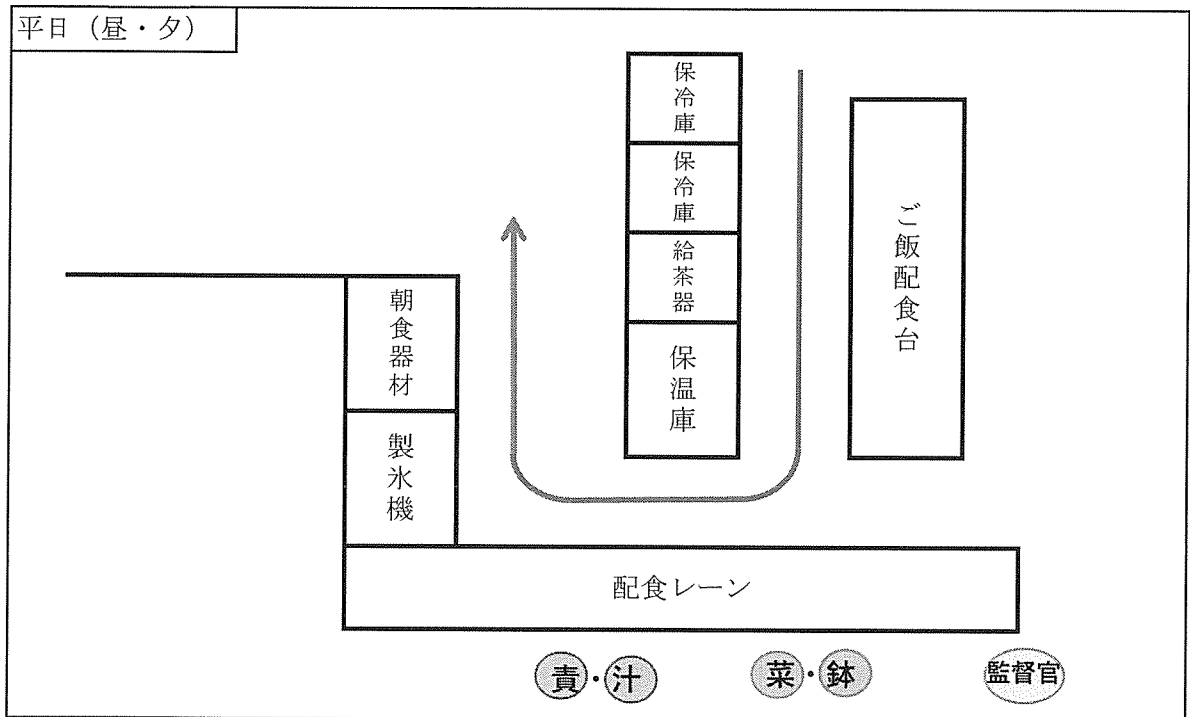 平日（昼・夕）
保冷庫
保冷庫
給茶器
保温庫
ご飯配食台
朝食器材
製氷機
配食レーン
責・汁
菜・鉢
監督官